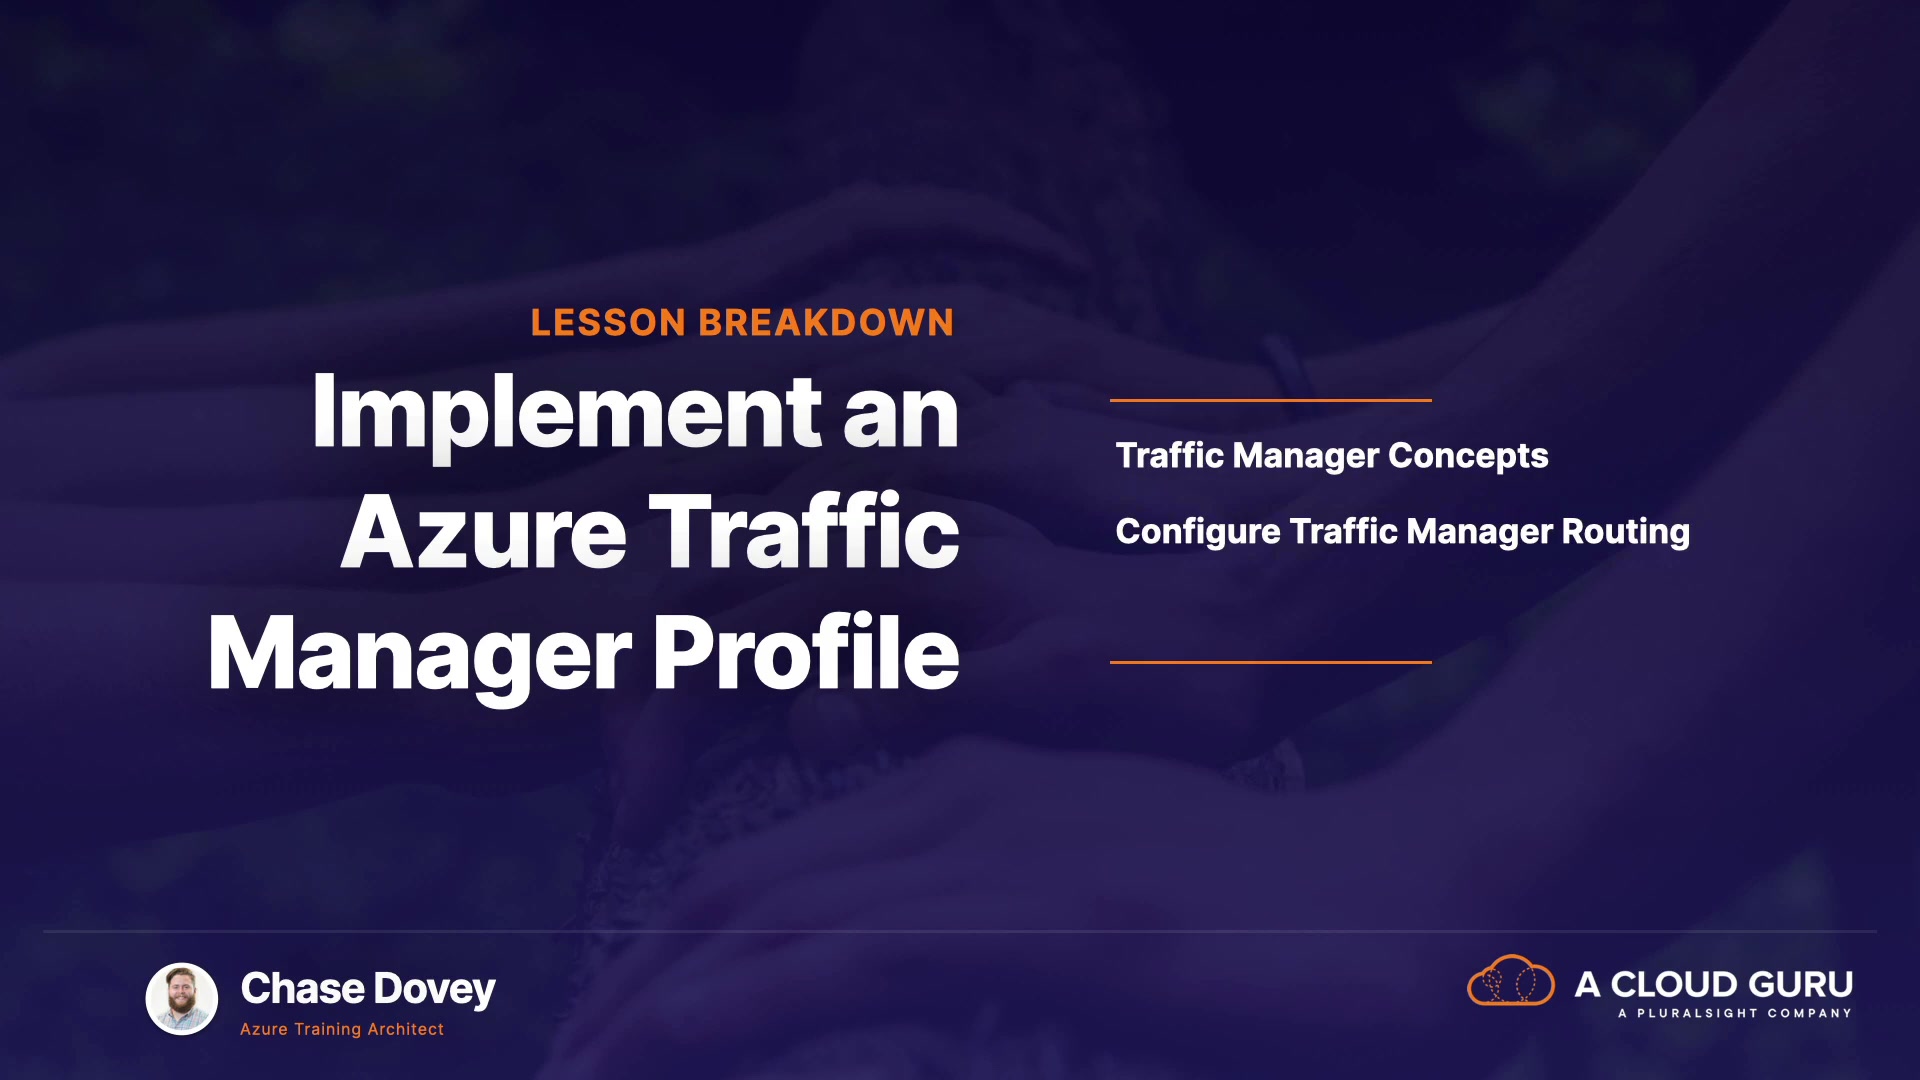 LESSON BREAKDOWN
Implement an
Azure Traffic
Manager Profile
Traffic Manager Concepts
Configure Traffic Manager Routing
Chase Dovey
Azure Training Architect
A CLOUD GURU
A PLURALSIGHT COMPANY